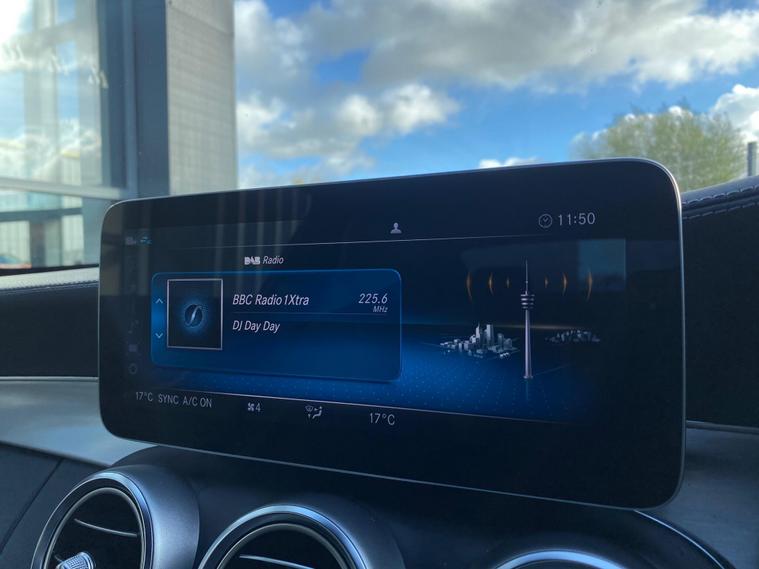 11:50
DAB Radio
BBC Radio 1Xtra 225.6
MHz
DJ Day Day
17°C SYNC A/C ON 4 17°C